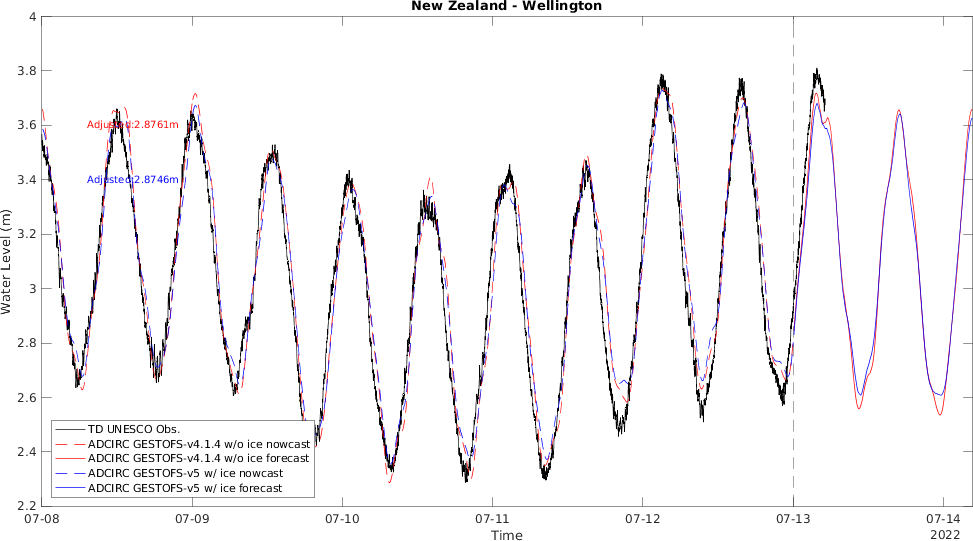 New Zealand - Wellington
4
3.8
3.6
3.4
3.2
3
2.8
2.6
2.4
2.2
Water Level (m)
Adjusted:2.8761m
Adjusted:2.8746m
TD UNESCO Obs.
ADCIRC GESTOFS-v4.1.4 w/o ice nowcast
ADCIRC GESTOFS-v4.1.4 w/o ice forecast
ADCIRC GESTOFS-v5 w/ ice nowcast
ADCIRC GESTOFS-v5 w/ ice forecast
07-08 07-09 07-10 07-11 07-12 07-13 07-14
Time
2022